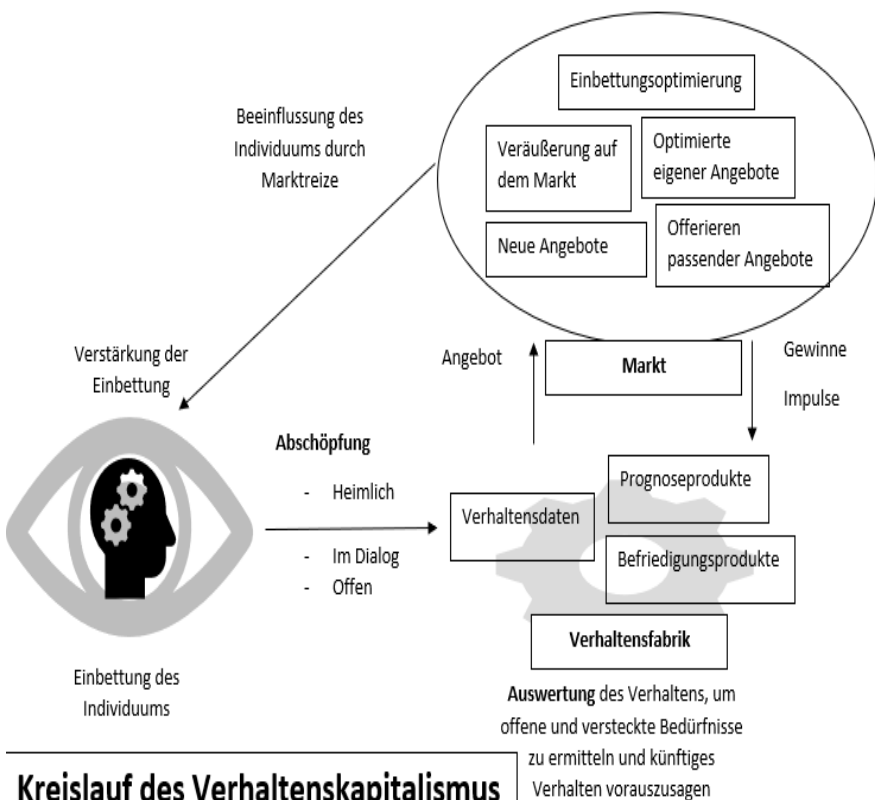 Einbettungsoptimierung
Veräußerung auf
dem Markt
Optimierte
eigener Angebote
Neue Angebote
Offerieren
passender Angebote
Beeinflussung des
Individuums durch
Marktreize
Verstärkung der
Einbettung
Angebot
Markt
Gewinne
Impulse
Abschöpfung
- Heimlich
- Im Dialog
- Offen
Verhaltensdaten
Prognoseprodukte
Befriedigungsprodukte
Verhaltensfabrik
Einbettung des
Individuums
Auswertung des Verhaltens, um
offene und versteckte Bedürfnisse
zu ermitteln und künftiges
Verhalten vorauszusagen
Kreislauf des Verhaltenskapitalismus